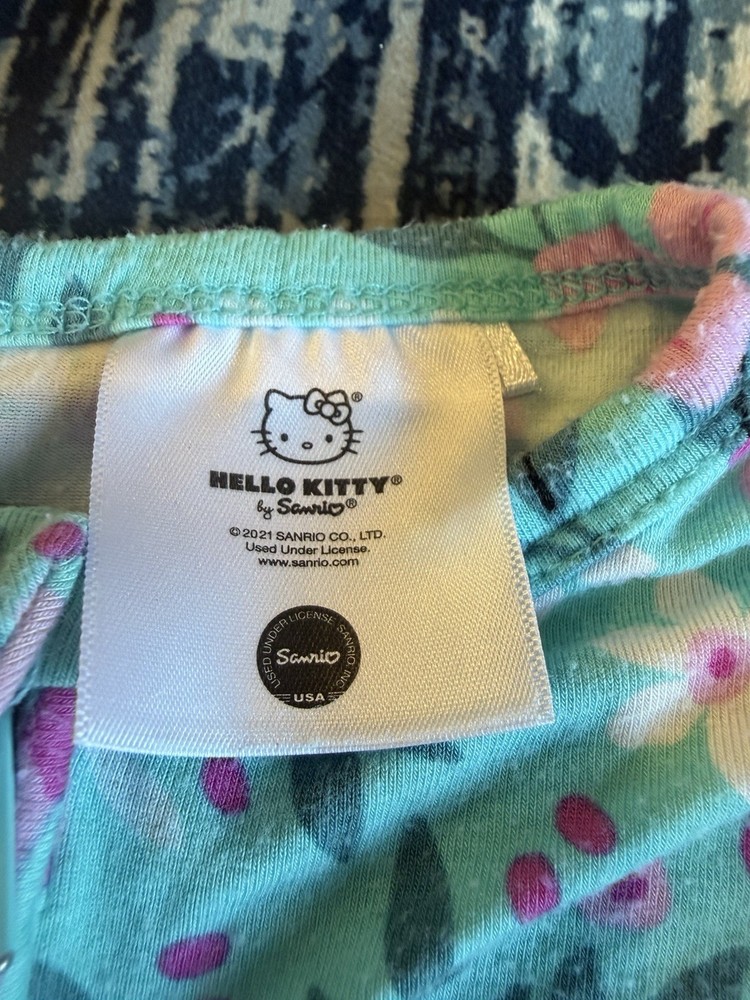 ®
HELLO KITTY®
by Sanrio®
© 2021 SANRIO CO., LTD.
Used Under License.
www.sanrio.com
USED UNDER LICENSE SANRIO, INC.
Sanrio
USA